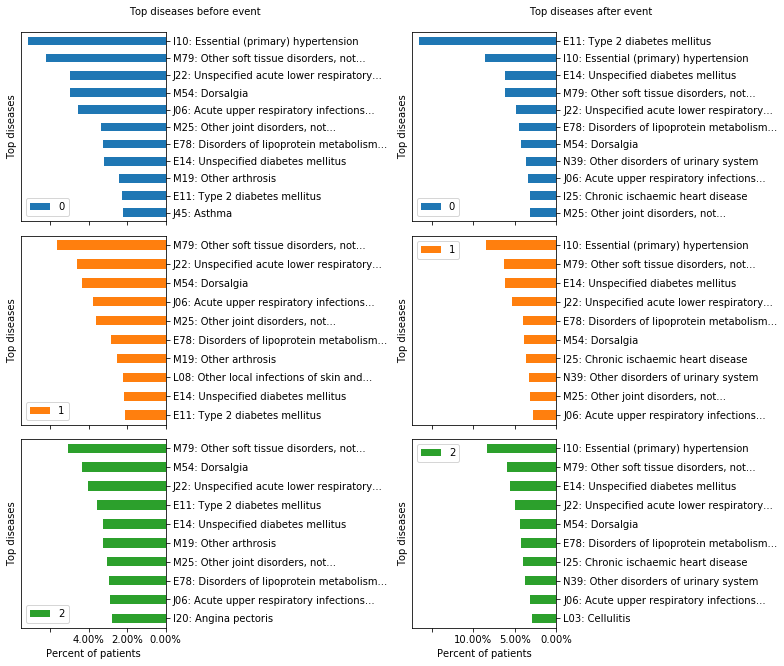 Top diseases before event
Top diseases
I10: Essential (primary) hypertension
M79: Other soft tissue disorders, not...
J22: Unspecified acute lower respiratory...
M54: Dorsalgia
J06: Acute upper respiratory infections...
M25: Other joint disorders, not...
E78: Disorders of lipoprotein metabolism...
E14: Unspecified diabetes mellitus
M19: Other arthrosis
E11: Type 2 diabetes mellitus
J45: Asthma
0
Top diseases
M79: Other soft tissue disorders, not...
J22: Unspecified acute lower respiratory...
M54: Dorsalgia
J06: Acute upper respiratory infections...
M25: Other joint disorders, not...
E78: Disorders of lipoprotein metabolism...
M19: Other arthrosis
L08: Other local infections of skin and...
E14: Unspecified diabetes mellitus
E11: Type 2 diabetes mellitus
1
Top diseases
M79: Other soft tissue disorders, not...
M54: Dorsalgia
J22: Unspecified acute lower respiratory...
E11: Type 2 diabetes mellitus
E14: Unspecified diabetes mellitus
M19: Other arthrosis
M25: Other joint disorders, not...
E78: Disorders of lipoprotein metabolism...
J06: Acute upper respiratory infections...
I20: Angina pectoris
2
4.00% 2.00% 0.00%
Percent of patients
Top diseases after event
Top diseases
E11: Type 2 diabetes mellitus
I10: Essential (primary) hypertension
E14: Unspecified diabetes mellitus
M79: Other soft tissue disorders, not...
J22: Unspecified acute lower respiratory...
E78: Disorders of lipoprotein metabolism...
M54: Dorsalgia
N39: Other disorders of urinary system
J06: Acute upper respiratory infections...
I25: Chronic ischaemic heart disease
M25: Other joint disorders, not...
0
Top diseases
1
I10: Essential (primary) hypertension
M79: Other soft tissue disorders, not...
E14: Unspecified diabetes mellitus
J22: Unspecified acute lower respiratory...
E78: Disorders of lipoprotein metabolism...
M54: Dorsalgia
I25: Chronic ischaemic heart disease
N39: Other disorders of urinary system
M25: Other joint disorders, not...
J06: Acute upper respiratory infections...
Top diseases
2
I10: Essential (primary) hypertension
M79: Other soft tissue disorders, not...
E14: Unspecified diabetes mellitus
J22: Unspecified acute lower respiratory...
M54: Dorsalgia
E78: Disorders of lipoprotein metabolism...
I25: Chronic ischaemic heart disease
N39: Other disorders of urinary system
J06: Acute upper respiratory infections...
L03: Cellulitis
10.00% 5.00% 0.00%
Percent of patients